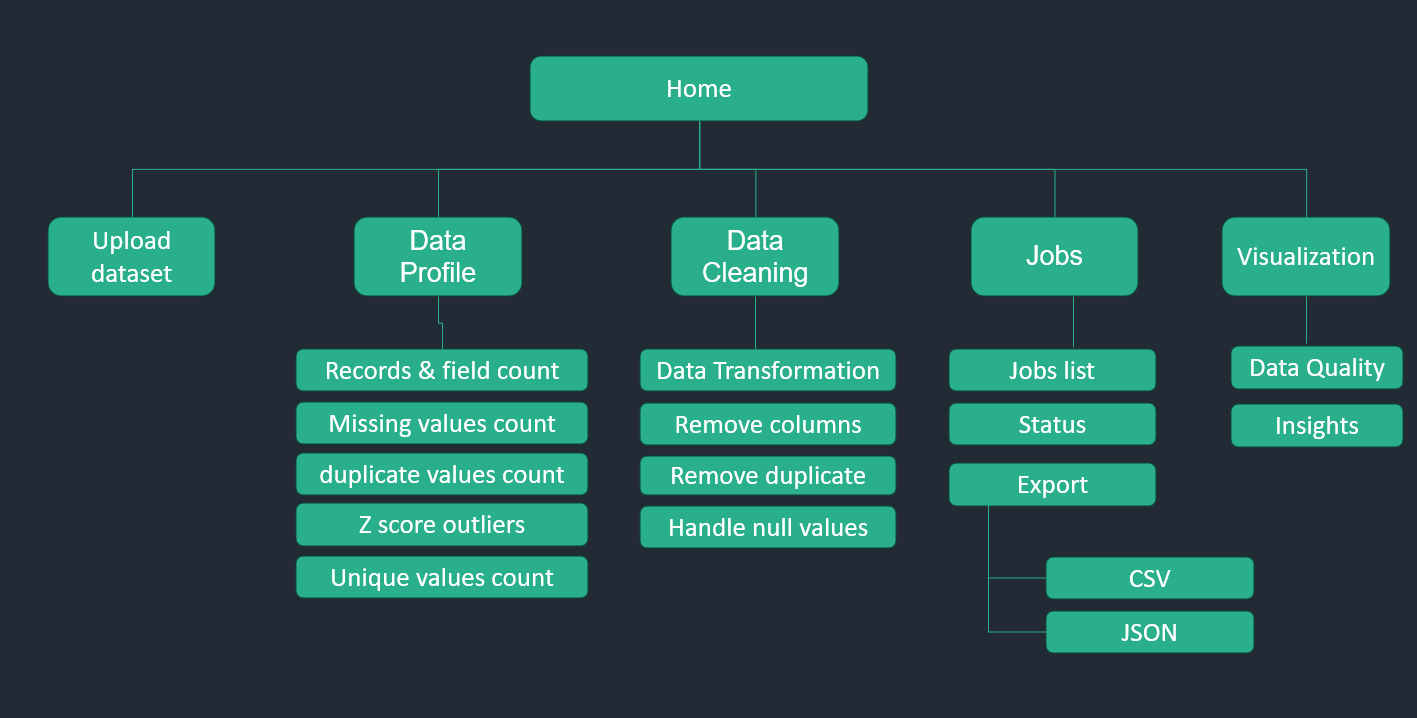 Home
Upload
dataset
Data
Profile
Data
Cleaning
Jobs
Visualization
Records & field count
Missing values count
duplicate values count
Z score outliers
Unique values count
Data Transformation
Remove columns
Remove duplicate
Handle null values
Jobs list
Status
Export
CSV
JSON
Data Quality
Insights